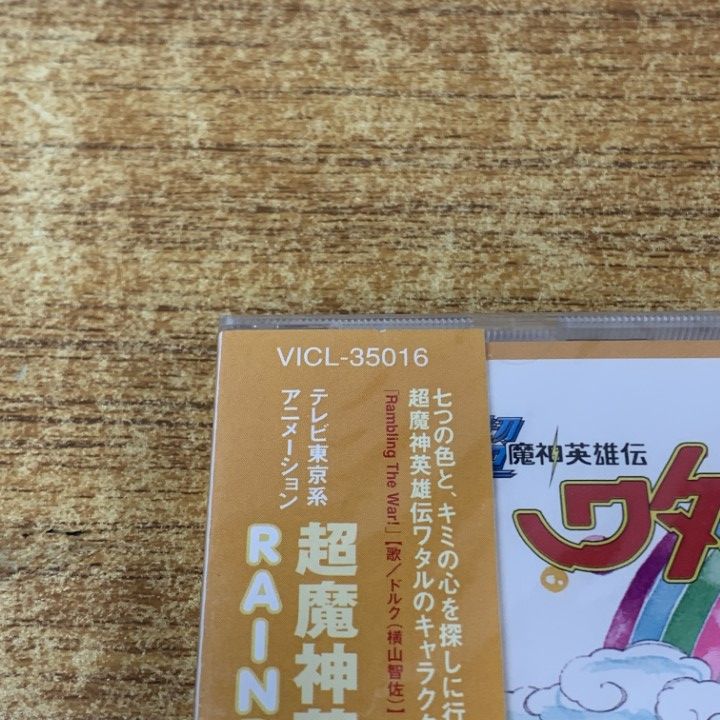 VICL-35016
七つの色と、キミの心を探しに行
超魔神英雄伝ワタルのキャラクタ
「Rambling The War!」【歌/ドルク(横山智佐)】
テレビ東京系
アニメーション
超魔神英
RAIN
超魔神英雄伝
ワタ